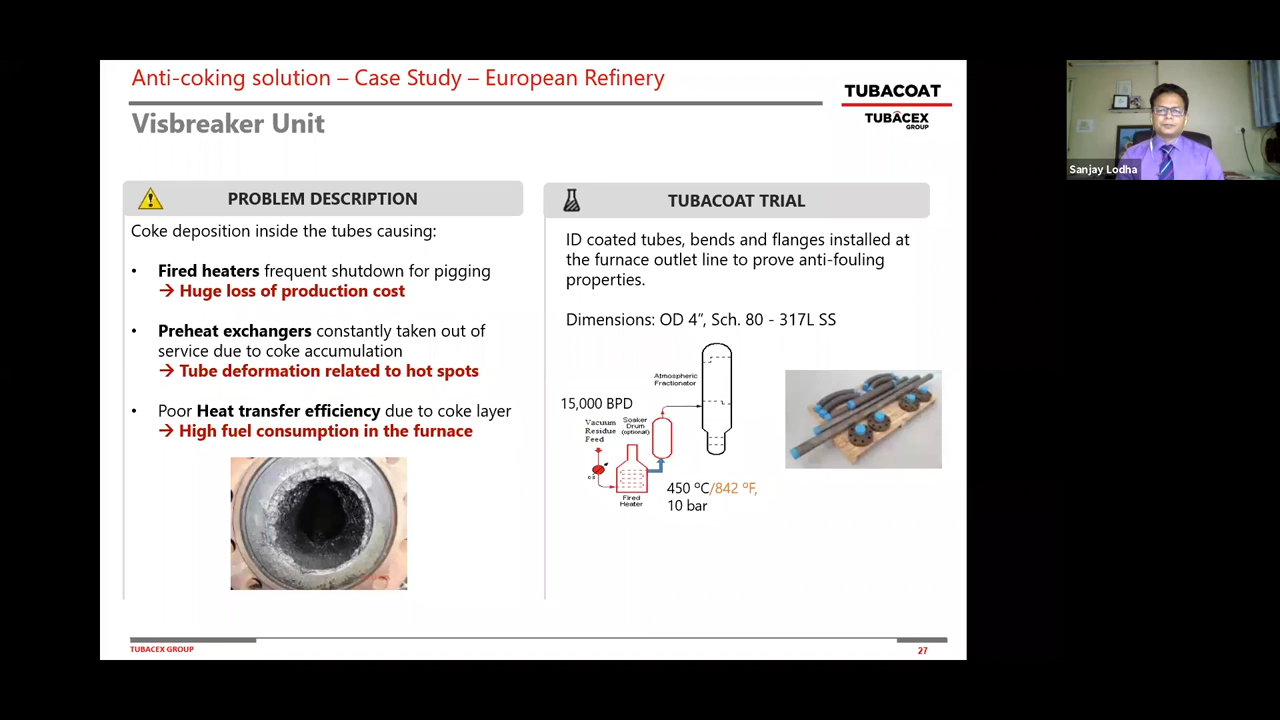 Anti-coking solution – Case Study – European Refinery
TUBACOAT
TUBACEX
GROUP
Visbreaker Unit
Sanjay Lodha
PROBLEM DESCRIPTION
Coke deposition inside the tubes causing:
• Fired heaters frequent shutdown for pigging
→ Huge loss of production cost
• Preheat exchangers constantly taken out of
service due to coke accumulation
→ Tube deformation related to hot spots
• Poor Heat transfer efficiency due to coke layer
→ High fuel consumption in the furnace
TUBACOAT TRIAL
ID coated tubes, bends and flanges installed at
the furnace outlet line to prove anti-fouling
properties.
Dimensions: OD 4”, Sch. 80 - 317L SS
Atmospheric
Fractionator
15,000 BPD
Soaker
Drum
(optional)
Vacuum
Residue
Feed
Fired
Heater
450 ºC/842 ºF,
10 bar
TUBACEX GROUP
27